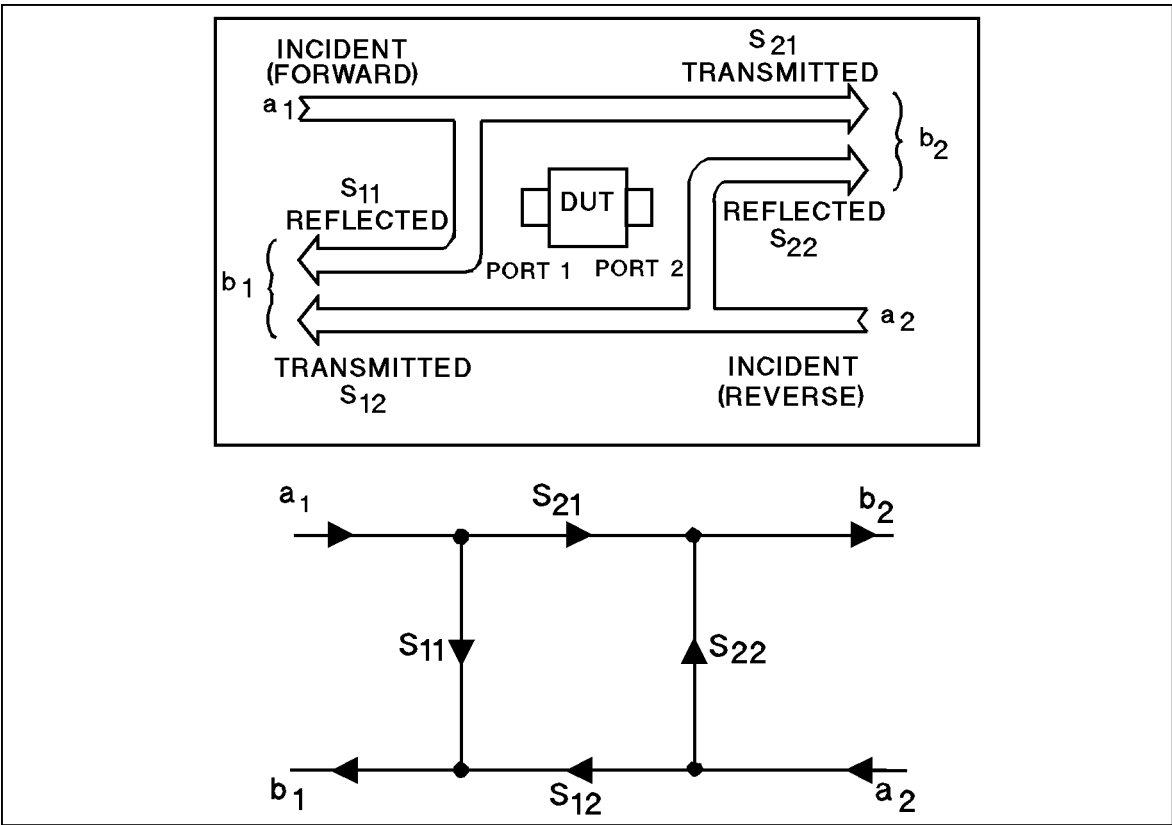 INCIDENT
(FORWARD)
a1
S21
TRANSMITTED
b2
S11
REFLECTED
DUT
REFLECTED
S22
b1
PORT 1 PORT 2
a2
TRANSMITTED
S12
INCIDENT
(REVERSE)
a1
S21
b2
S11
S22
b1
S12
a2